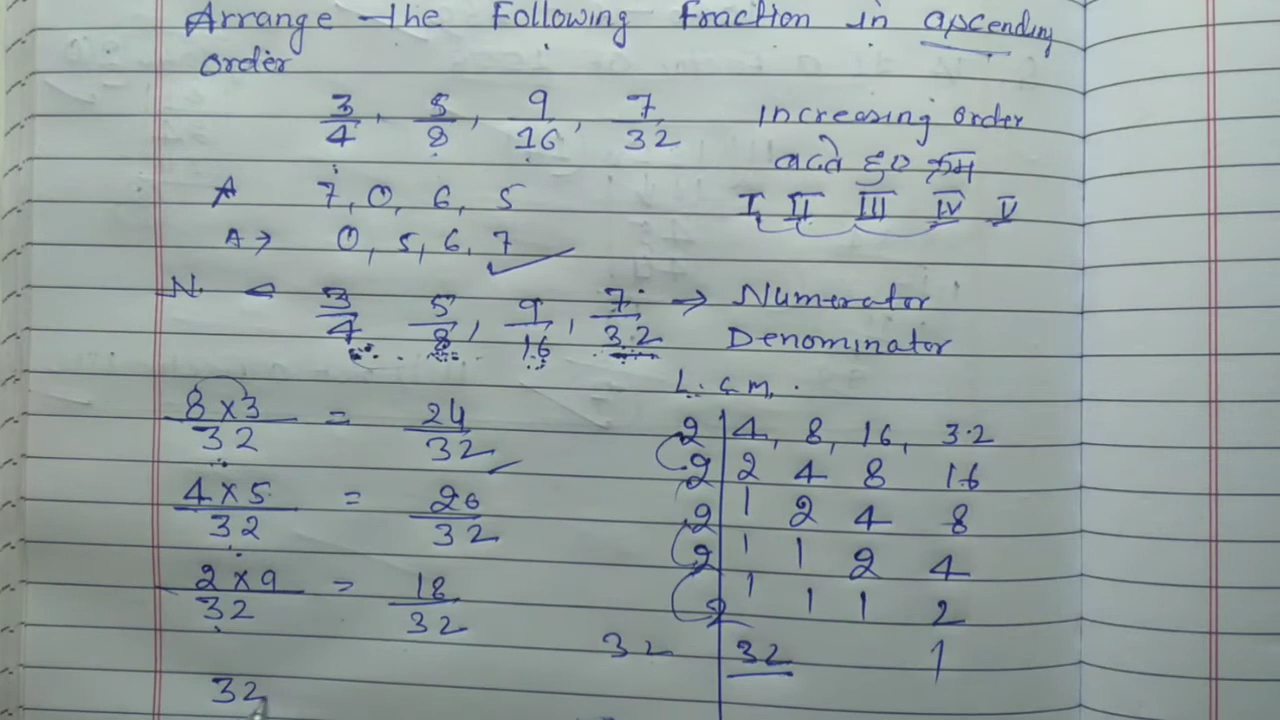 Arrange the Following Fraction in ascending
order
3/4, 5/8, 9/16, 7/32 Increasing order
बढते हुए क्रम
A 7, 0, 6, 5 I II III IV V
A → 0, 5, 6, 7 ✓
N. ← 3/4 5/8, 9/16, 7/32 → Numerator
Denominator
L.C.M.
8×3/32 = 24/32
4×5/32 = 20/32
2×9/32 = 18/32
32
2 | 4, 8, 16, 32
2 | 2 4 8 16
2 | 1 2 4 8
2 | 1 1 2 4
2 | 1 1 1 2
32 | 32 1